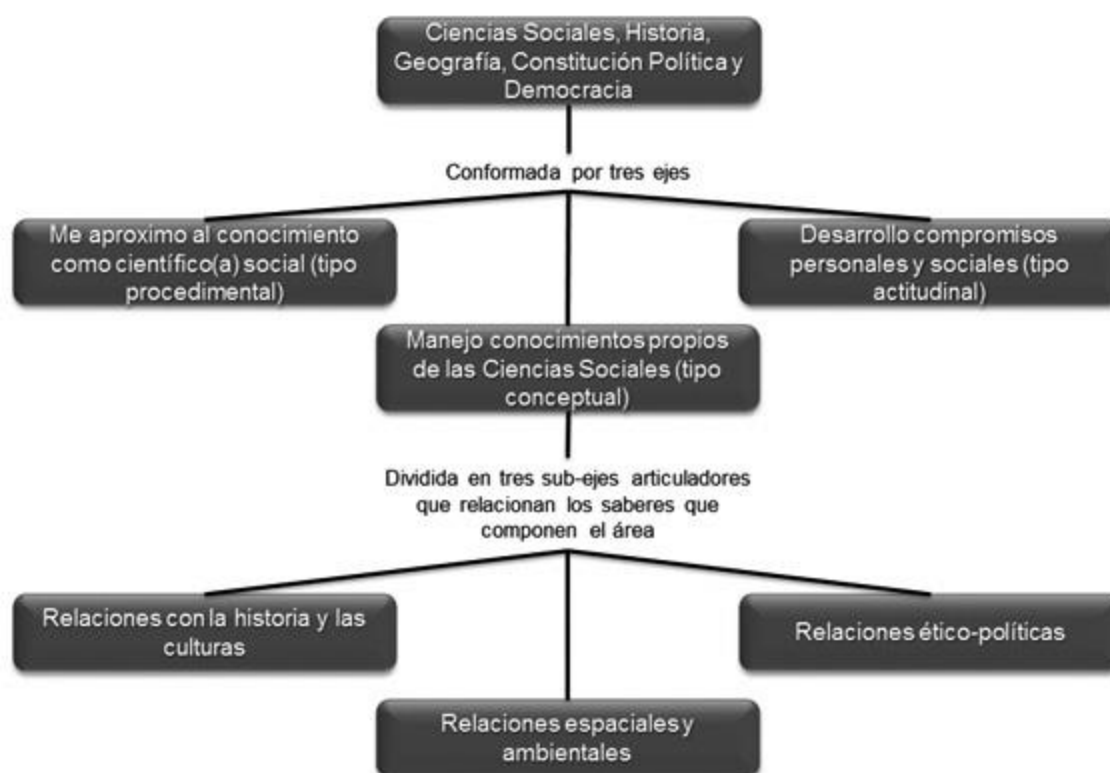 Ciencias Sociales, Historia,
Geografía, Constitución Política y
Democracia
Conformada por tres ejes
Me aproximo al conocimiento
como científico(a) social (tipo
procedimental)
Desarrollo compromisos
personales y sociales (tipo
actitudinal)
Manejo conocimientos propios
de las Ciencias Sociales (tipo
conceptual)
Dividida en tres sub-ejes articuladores
que relacionan los saberes que
componen el área
Relaciones con la historia y las
culturas
Relaciones ético-políticas
Relaciones espaciales y
ambientales